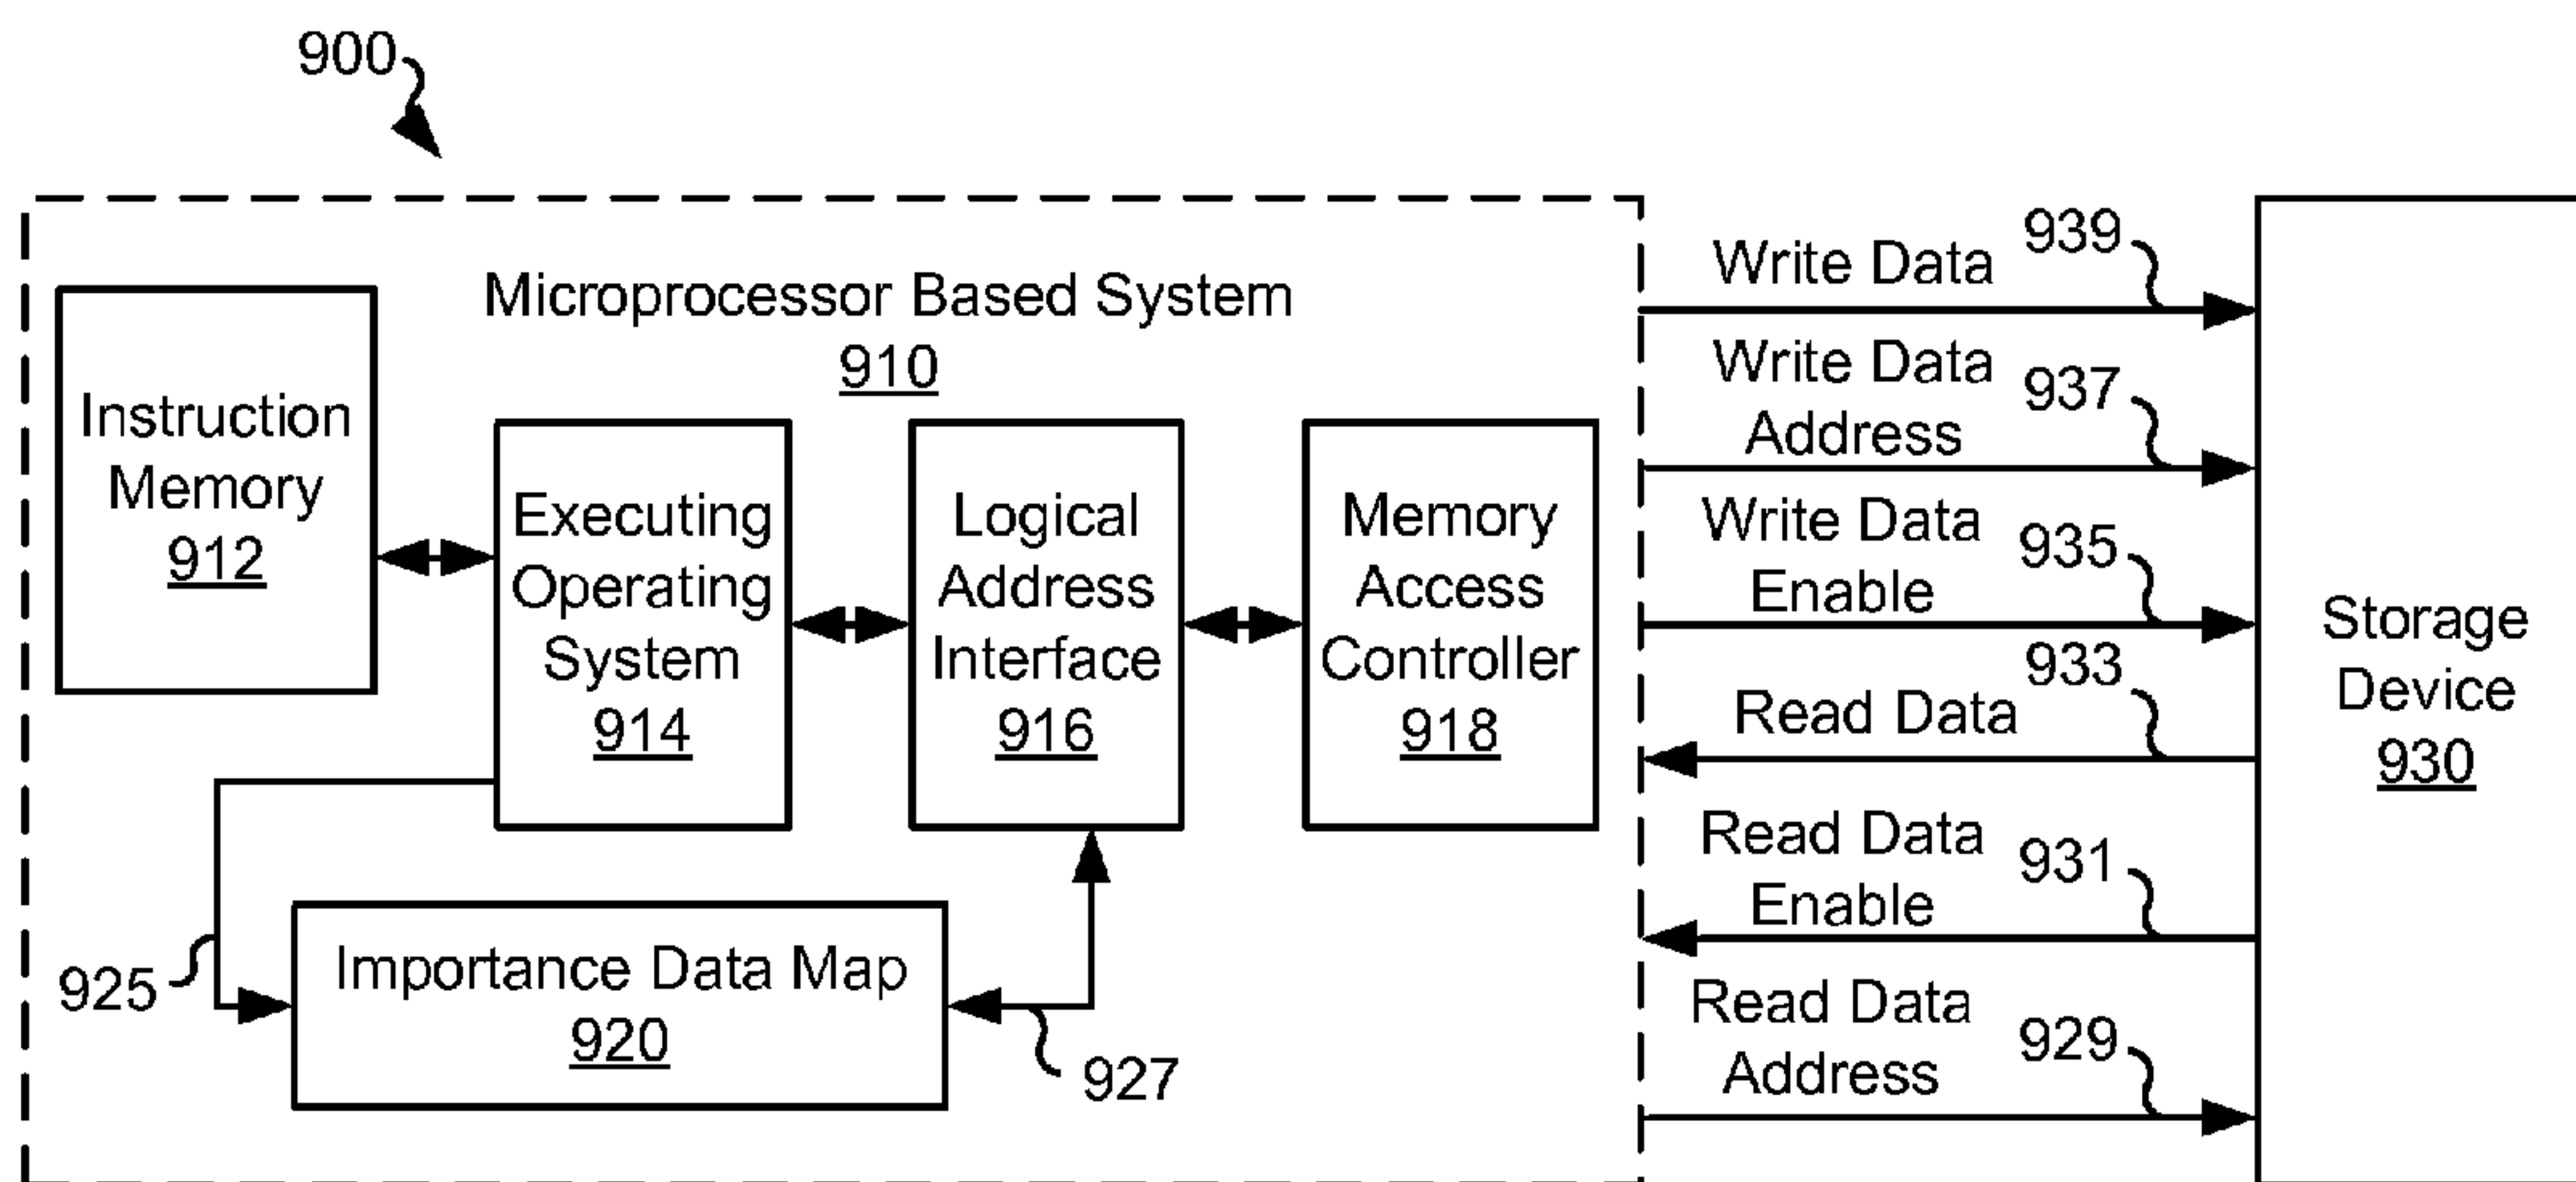 900
Microprocessor Based System
910
Instruction
Memory
912
Executing
Operating
System
914
Logical
Address
Interface
916
Memory
Access
Controller
918
925
Importance Data Map
920
927
Write Data
939
Write Data
Address
937
Write Data
Enable
935
Read Data
933
Read Data
Enable
931
Read Data
Address
929
Storage
Device
930